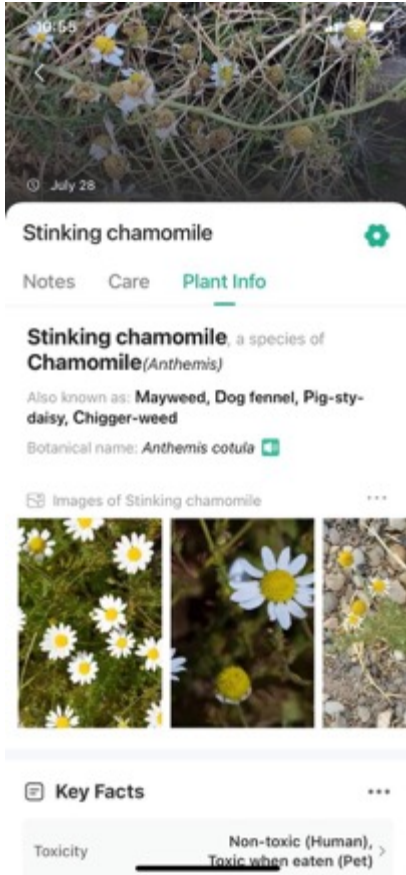 10:55
July 28
Stinking chamomile
Notes Care Plant Info
Stinking chamomile, a species of
Chamomile(Anthemis)
Also known as: Mayweed, Dog fennel, Pig-sty-
daisy, Chigger-weed
Botanical name: Anthemis cotula
Images of Stinking chamomile
Key Facts
Toxicity
Non-toxic (Human),
Toxic when eaten (Pet)